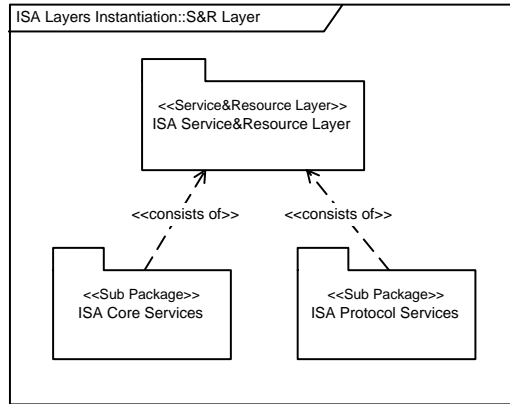 ISA Layers Instantiation::S&R Layer
<<Service&Resource Layer>>
ISA Service&Resource Layer
<<consists of>>
<<consists of>>
<<Sub Package>>
ISA Core Services
<<Sub Package>>
ISA Protocol Services